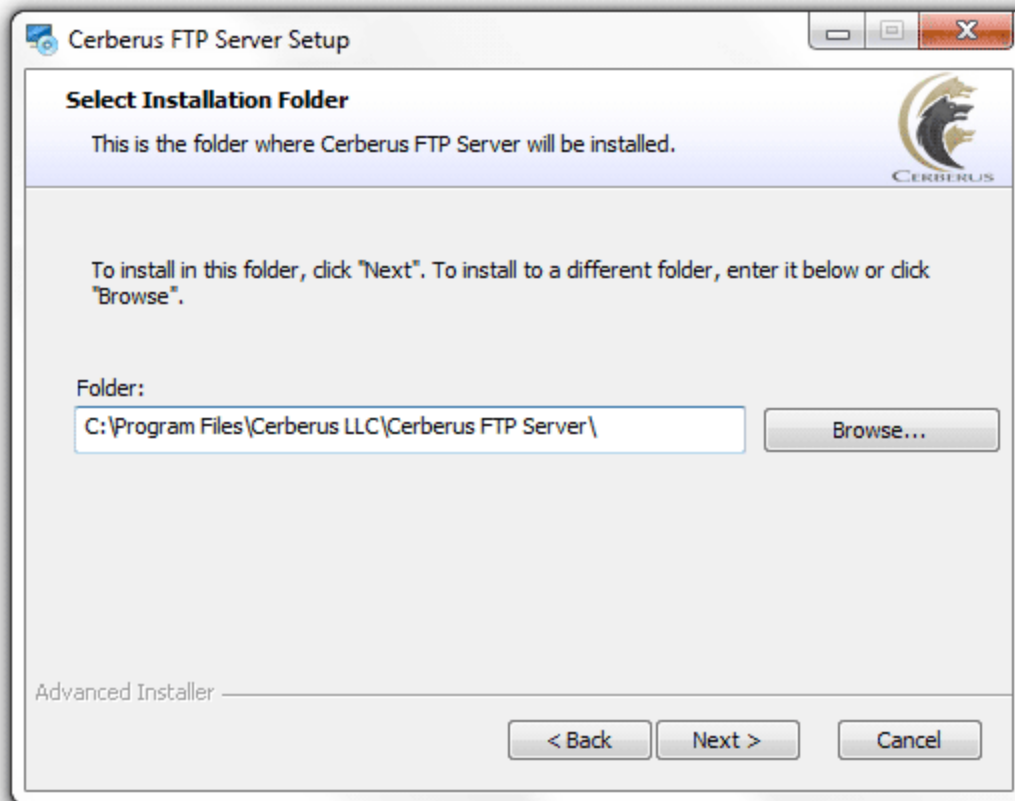 Cerberus FTP Server Setup
Select Installation Folder
This is the folder where Cerberus FTP Server will be installed.
CERBERUS
To install in this folder, click "Next". To install to a different folder, enter it below or click
"Browse".
Folder:
C:\Program Files\Cerberus LLC\Cerberus FTP Server\
Browse...
Advanced Installer
< Back
Next >
Cancel